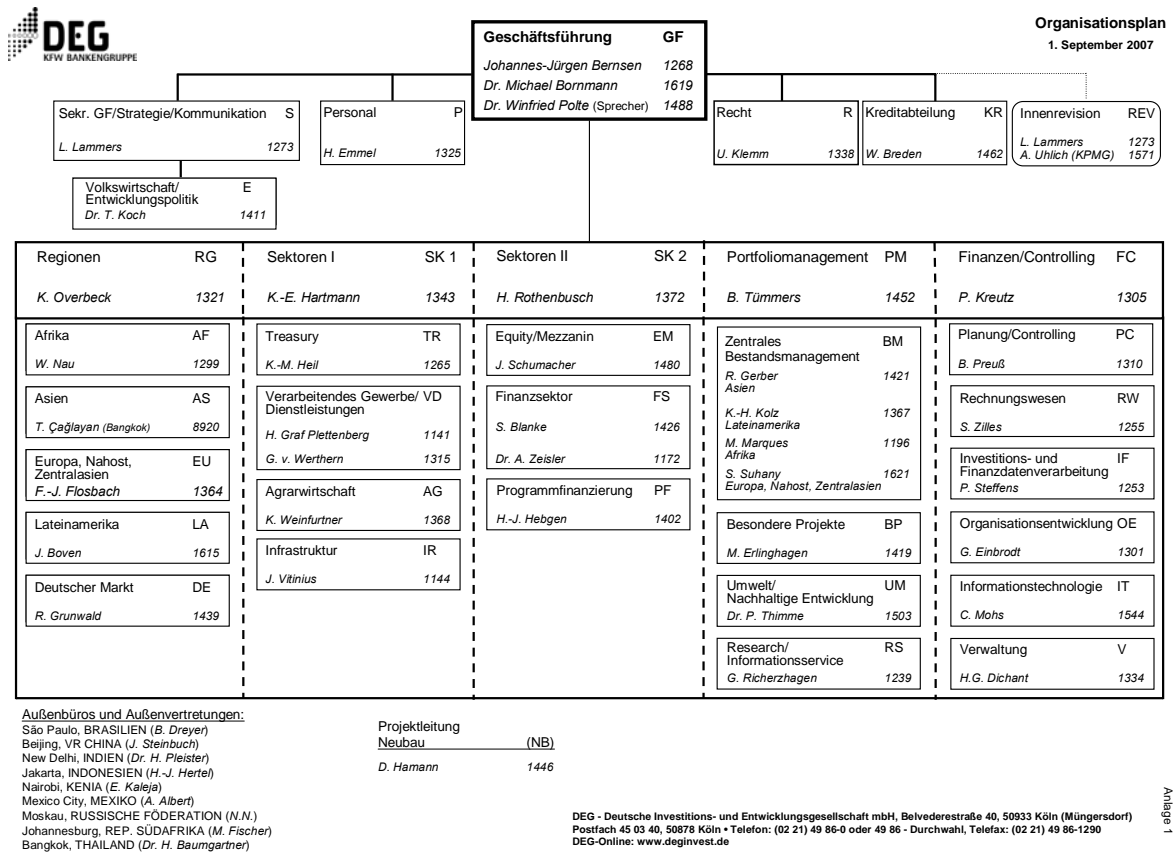 DEG
KFW BANKENGRUPPE
Organisationsplan
1. September 2007
Geschäftsführung GF
Johannes-Jürgen Bernsen 1268
Dr. Michael Bornmann 1619
Dr. Winfried Polte (Sprecher) 1488
Sekr. GF/Strategie/Kommunikation S
L. Lammers 1273
Personal P
H. Emmel 1325
Recht R
U. Klemm 1338
Kreditabteilung KR
W. Breden 1462
Innenrevision REV
L. Lammers 1273
A. Uhlich (KPMG) 1571
Volkswirtschaft/ E
Entwicklungspolitik
Dr. T. Koch 1411
Regionen RG
K. Overbeck 1321
Afrika AF
W. Nau 1299
Asien AS
T. Çağlayan (Bangkok) 8920
Europa, Nahost, EU
Zentralasien
F.-J. Flosbach 1364
Lateinamerika LA
J. Boven 1615
Deutscher Markt DE
R. Grunwald 1439
Sektoren I SK 1
K.-E. Hartmann 1343
Treasury TR
K.-M. Heil 1265
Verarbeitendes Gewerbe/ VD
Dienstleistungen
H. Graf Plettenberg 1141
G. v. Werthern 1315
Agrarwirtschaft AG
K. Weinfurtner 1368
Infrastruktur IR
J. Vitinius 1144
Sektoren II SK 2
H. Rothenbusch 1372
Equity/Mezzanin EM
J. Schumacher 1480
Finanzsektor FS
S. Blanke 1426
Dr. A. Zeisler 1172
Programmfinanzierung PF
H.-J. Hebgen 1402
Portfoliomanagement PM
B. Tümmers 1452
Zentrales BM
Bestandsmanagement
R. Gerber 1421
Asien
K.-H. Kolz 1367
Lateinamerika
M. Marques 1196
Afrika
S. Suhany 1621
Europa, Nahost, Zentralasien
Besondere Projekte BP
M. Erlinghagen 1419
Umwelt/ UM
Nachhaltige Entwicklung
Dr. P. Thimme 1503
Research/ RS
Informationsservice
G. Richerzhagen 1239
Finanzen/Controlling FC
P. Kreutz 1305
Planung/Controlling PC
B. Preuß 1310
Rechnungswesen RW
S. Zilles 1255
Investitions- und IF
Finanzdatenverarbeitung
P. Steffens 1253
Organisationsentwicklung OE
G. Einbrodt 1301
Informationstechnologie IT
C. Mohs 1544
Verwaltung V
H.G. Dichant 1334
Außenbüros und Außenvertretungen:
São Paulo, BRASILIEN (B. Dreyer)
Beijing, VR CHINA (J. Steinbuch)
New Delhi, INDIEN (Dr. H. Pleister)
Jakarta, INDONESIEN (H.-J. Hertel)
Nairobi, KENIA (E. Kaleja)
Mexico City, MEXIKO (A. Albert)
Moskau, RUSSISCHE FÖDERATION (N.N.)
Johannesburg, REP. SÜDAFRIKA (M. Fischer)
Bangkok, THAILAND (Dr. H. Baumgartner)
Projektleitung
Neubau (NB)
D. Hamann 1446
DEG - Deutsche Investitions- und Entwicklungsgesellschaft mbH, Belvederestraße 40, 50933 Köln (Müngersdorf)
Postfach 45 03 40, 50878 Köln • Telefon: (02 21) 49 86-0 oder 49 86 - Durchwahl, Telefax: (02 21) 49 86-1290
DEG-Online: www.deginvest.de
Anlage 1